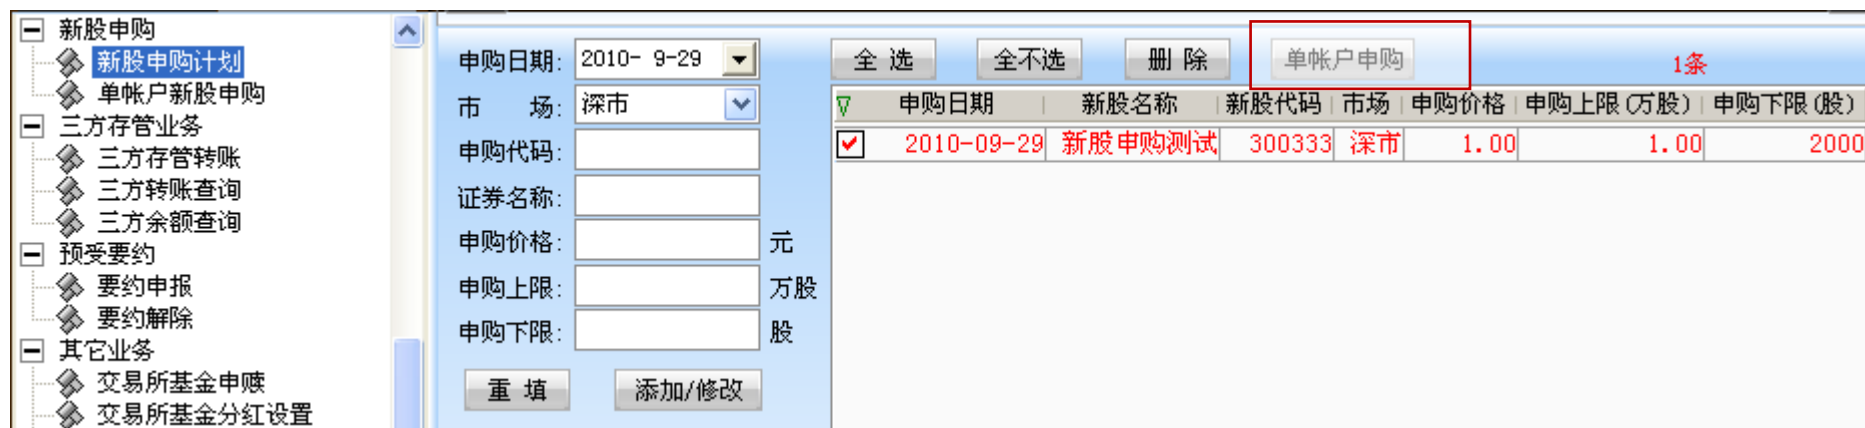 新股申购
新股申购计划
单帐户新股申购
三方存管业务
三方存管转账
三方转账查询
三方余额查询
预受要约
要约申报
要约解除
其它业务
交易所基金申赎
交易所基金分红设置
申购日期: 2010- 9-29
市 场: 深市
申购代码:
证券名称:
申购价格: 元
申购上限: 万股
申购下限: 股
重 填 添加/修改
全 选 全不选 删 除 单帐户申购 1条
申购日期 新股名称 新股代码 市场 申购价格 申购上限(万股) 申购下限(股)
2010-09-29 新股申购测试 300333 深市 1.00 1.00 2000